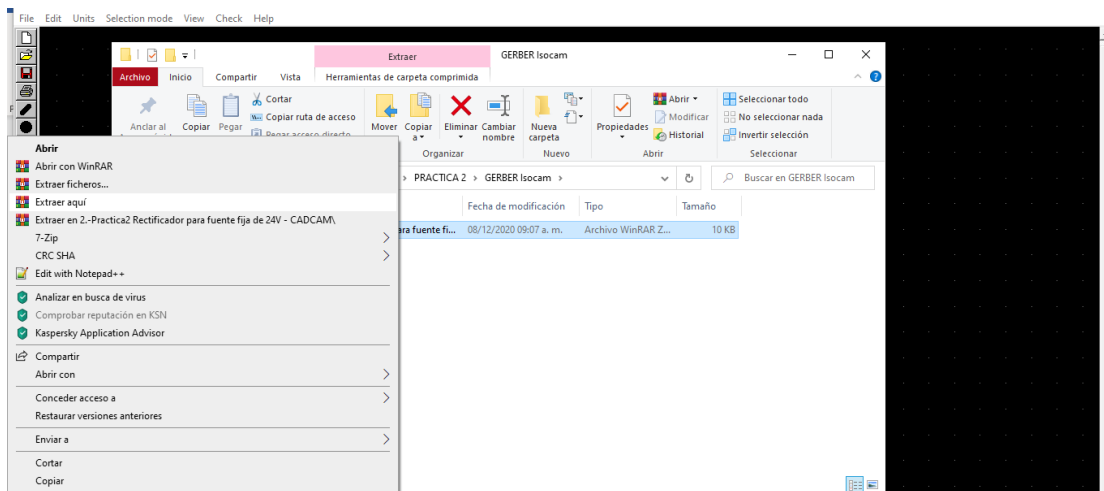 File Edit Units Selection mode View Check Help
Extraer GERBER Isocam
Archivo Inicio Compartir Vista Herramientas de carpeta comprimida
Anclar al
Copiar
Pegar
Cortar
Copiar ruta de acceso
Pegar acceso directo
Mover
Copiar a
Eliminar
Cambiar nombre
Nueva carpeta
Propiedades
Abrir
Modificar
Historial
Seleccionar todo
No seleccionar nada
Invertir selección
Organizar Nuevo Abrir Seleccionar
> PRACTICA 2 > GERBER Isocam > Buscar en GERBER Isocam
Fecha de modificación Tipo Tamaño
ara fuente fi... 08/12/2020 09:07 a. m. Archivo WinRAR Z... 10 KB
Abrir
Abrir con WinRAR
Extraer ficheros...
Extraer aquí
Extraer en 2.-Practica2 Rectificador para fuente fija de 24V - CADCAM\
7-Zip
CRC SHA
Edit with Notepad++
Analizar en busca de virus
Comprobar reputación en KSN
Kaspersky Application Advisor
Compartir
Abrir con
Conceder acceso a
Restaurar versiones anteriores
Enviar a
Cortar
Copiar